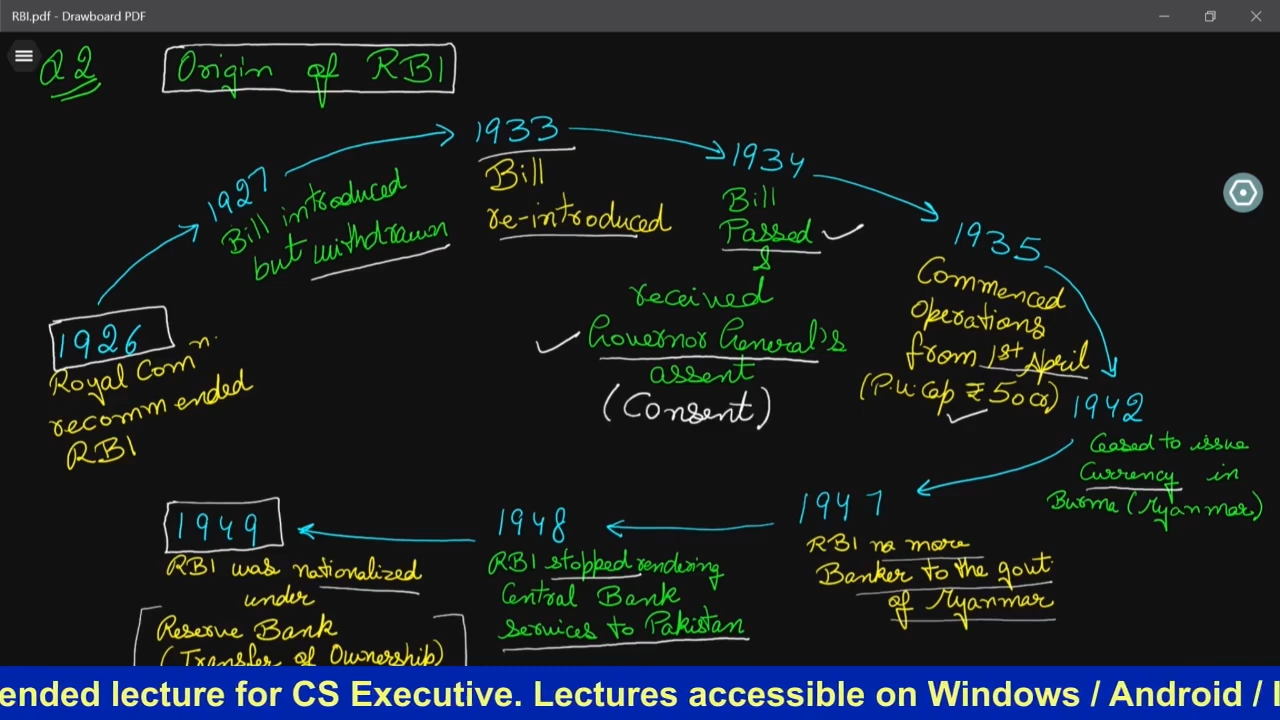 RBI.pdf - Drawboard PDF
Q2
Origin of RBI
1926
Royal Comn.
recommended
RBI
1927
Bill introduced
but withdrawn
1933
Bill
re-introduced
1934
Bill
Passed
&
received
Governor General's
assent
(Consent)
1935
Commenced
Operations
from 1st April
(P.u. Cap ₹50 cr)
1942
Ceased to issue
Currency in
Burma (Myanmar)
1947
RBI no more
Banker to the govt.
of Myanmar
1948
RBI stopped rendering
Central Bank
services to Pakistan
1949
RBI was nationalized
under
Reserve Bank
(Transfer of Ownership)
ended lecture for CS Executive. Lectures accessible on Windows / Android /